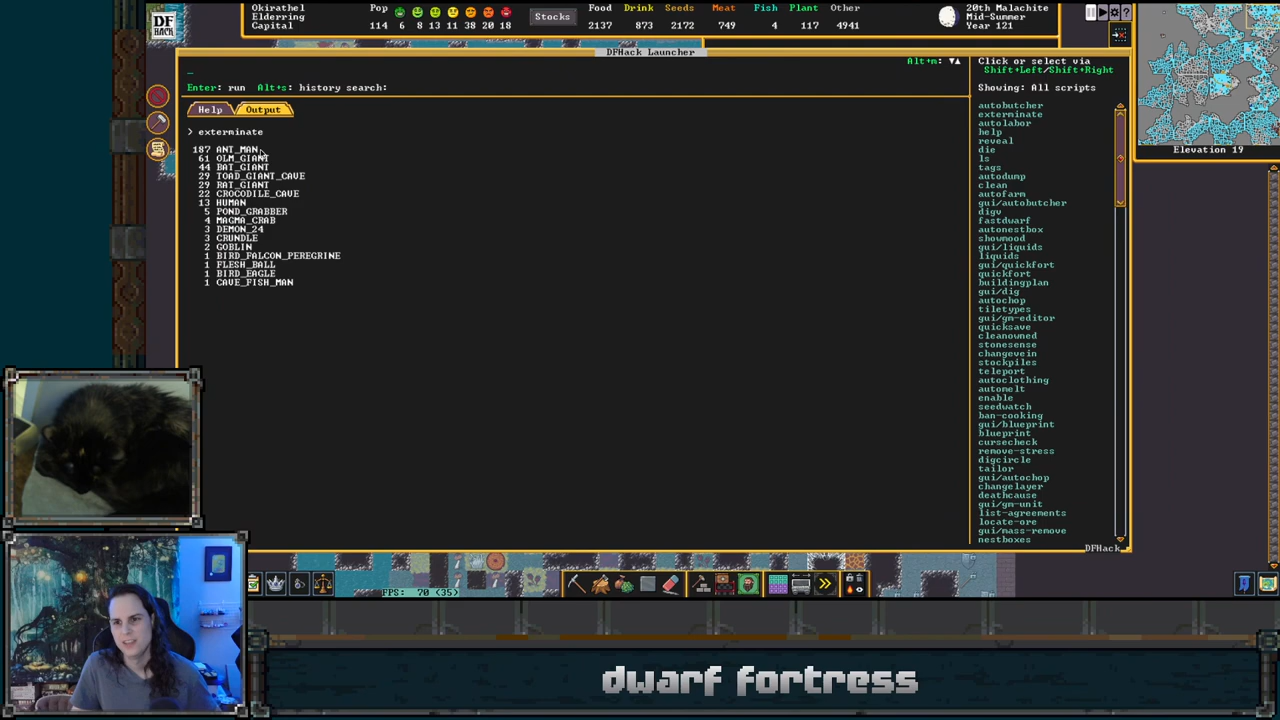 Okirathel
Elderring
Capital
Pop
114 6 8 13 11 38 20 18
Stocks
Food Drink Seeds Meat Fish Plant Other
2137 873 2172 749 4 117 4941
20th Malachite
Mid-Summer
Year 121
DF
HACK
DFHack Launcher
Alt+m:
Enter: run Alt+s: history search:
Help Output
> exterminate
187 ANT_MAN
61 OLM_GIANT
44 BAT_GIANT
29 TOAD_GIANT_CAVE
29 RAT_GIANT
22 CROCODILE_CAVE
13 HUMAN
5 POND_GRABBER
4 MAGMA_CRAB
3 DEMON_24
3 CRUNDLE
2 GOBLIN
1 BIRD_FALCON_PEREGRINE
1 FLESH_BALL
1 BIRD_EAGLE
1 CAVE_FISH_MAN
Click or select via
Shift+Left/Shift+Right
Showing: All scripts
autobutcher
exterminate
autolabor
help
reveal
die
ls
tags
autodump
clean
autofarm
gui/autobutcher
digv
fastdwarf
autonestbox
showmood
gui/liquids
liquids
gui/quickfort
quickfort
buildingplan
gui/dig
autochop
tiletypes
gui/gm-editor
quicksave
cleanowned
stonesense
changevein
stockpiles
teleport
autoclothing
automelt
enable
seedwatch
ban-cooking
gui/blueprint
blueprint
cursecheck
remove-stress
digcircle
tailor
gui/autochop
changelayer
deathcause
gui/gm-unit
list-agreements
locate-ore
gui/mass-remove
nestboxes
DFHack
Elevation 19
FPS: 70 (35)
dwarf fortress